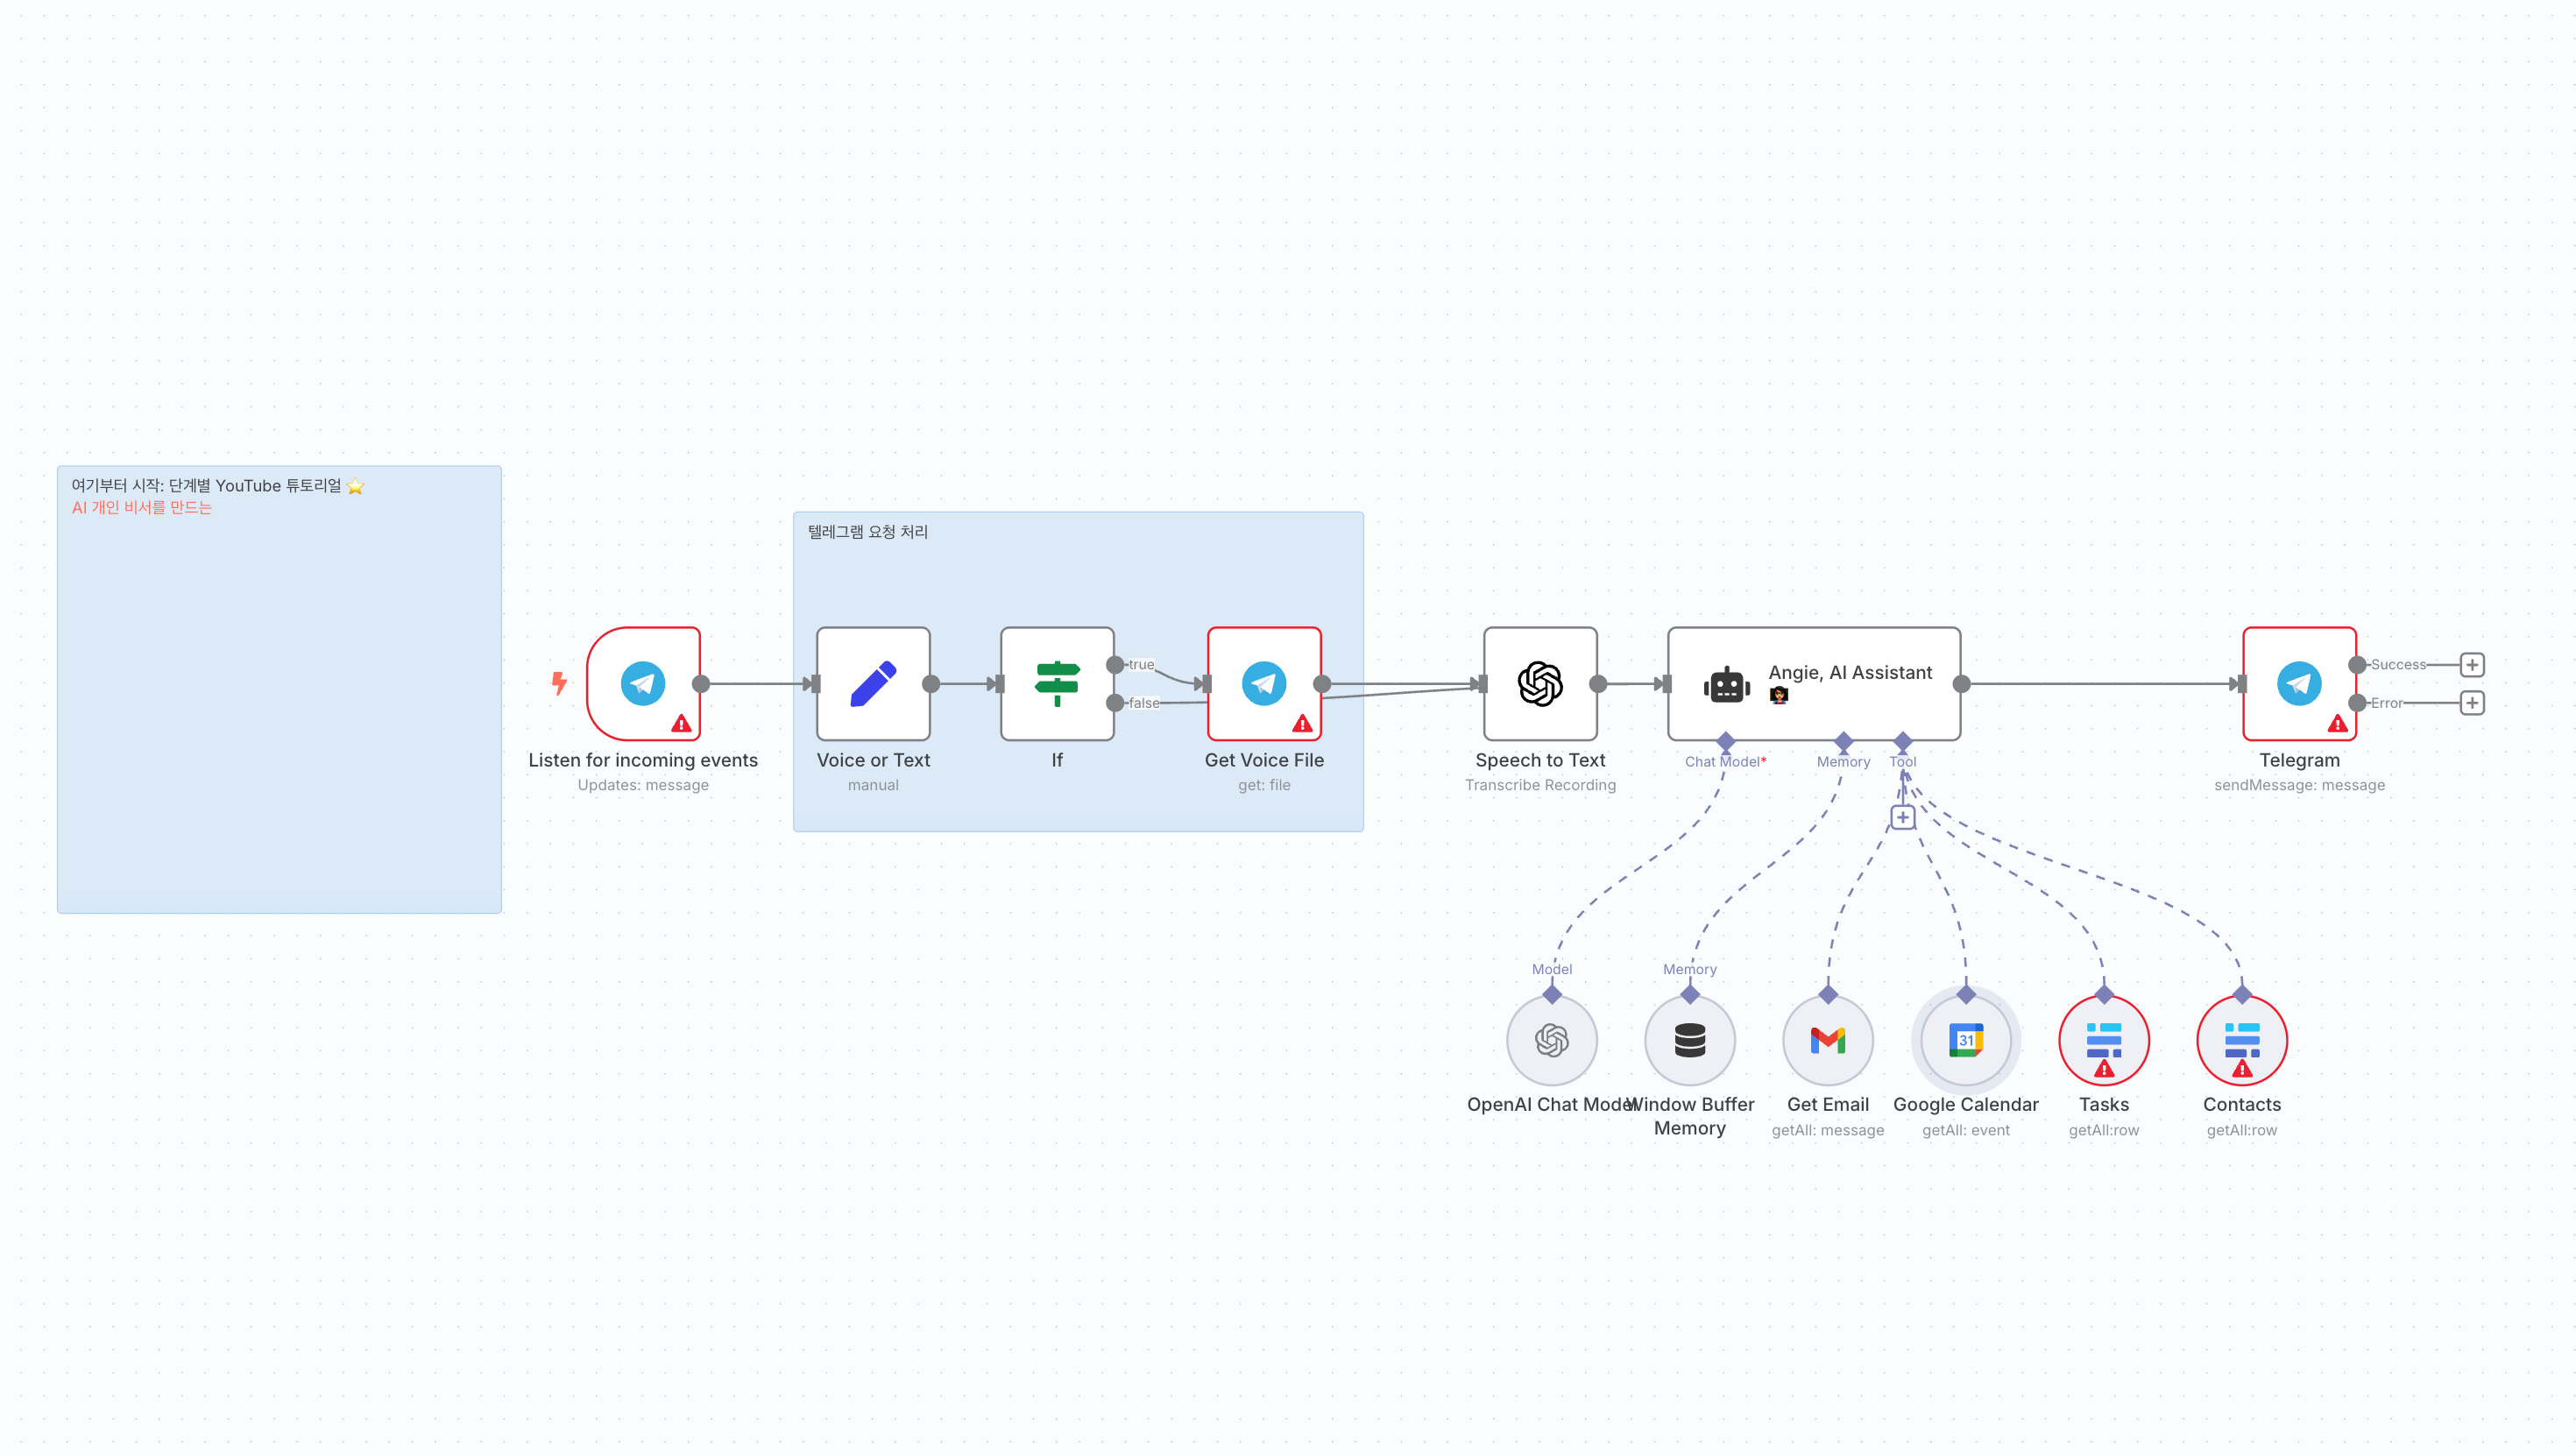 여기부터 시작: 단계별 YouTube 튜토리얼 ⭐
AI 개인 비서를 만드는
텔레그램 요청 처리
Listen for incoming events
Updates: message
Voice or Text
manual
If
true
false
Get Voice File
get: file
Speech to Text
Transcribe Recording
Angie, AI Assistant
👩🏻‍🏫
Chat Model*
Memory
Tool
Telegram
sendMessage: message
Success
Error
Model
OpenAI Chat Model
Memory
Window Buffer
Memory
Get Email
getAll: message
31
Google Calendar
getAll: event
Tasks
getAll:row
Contacts
getAll:row